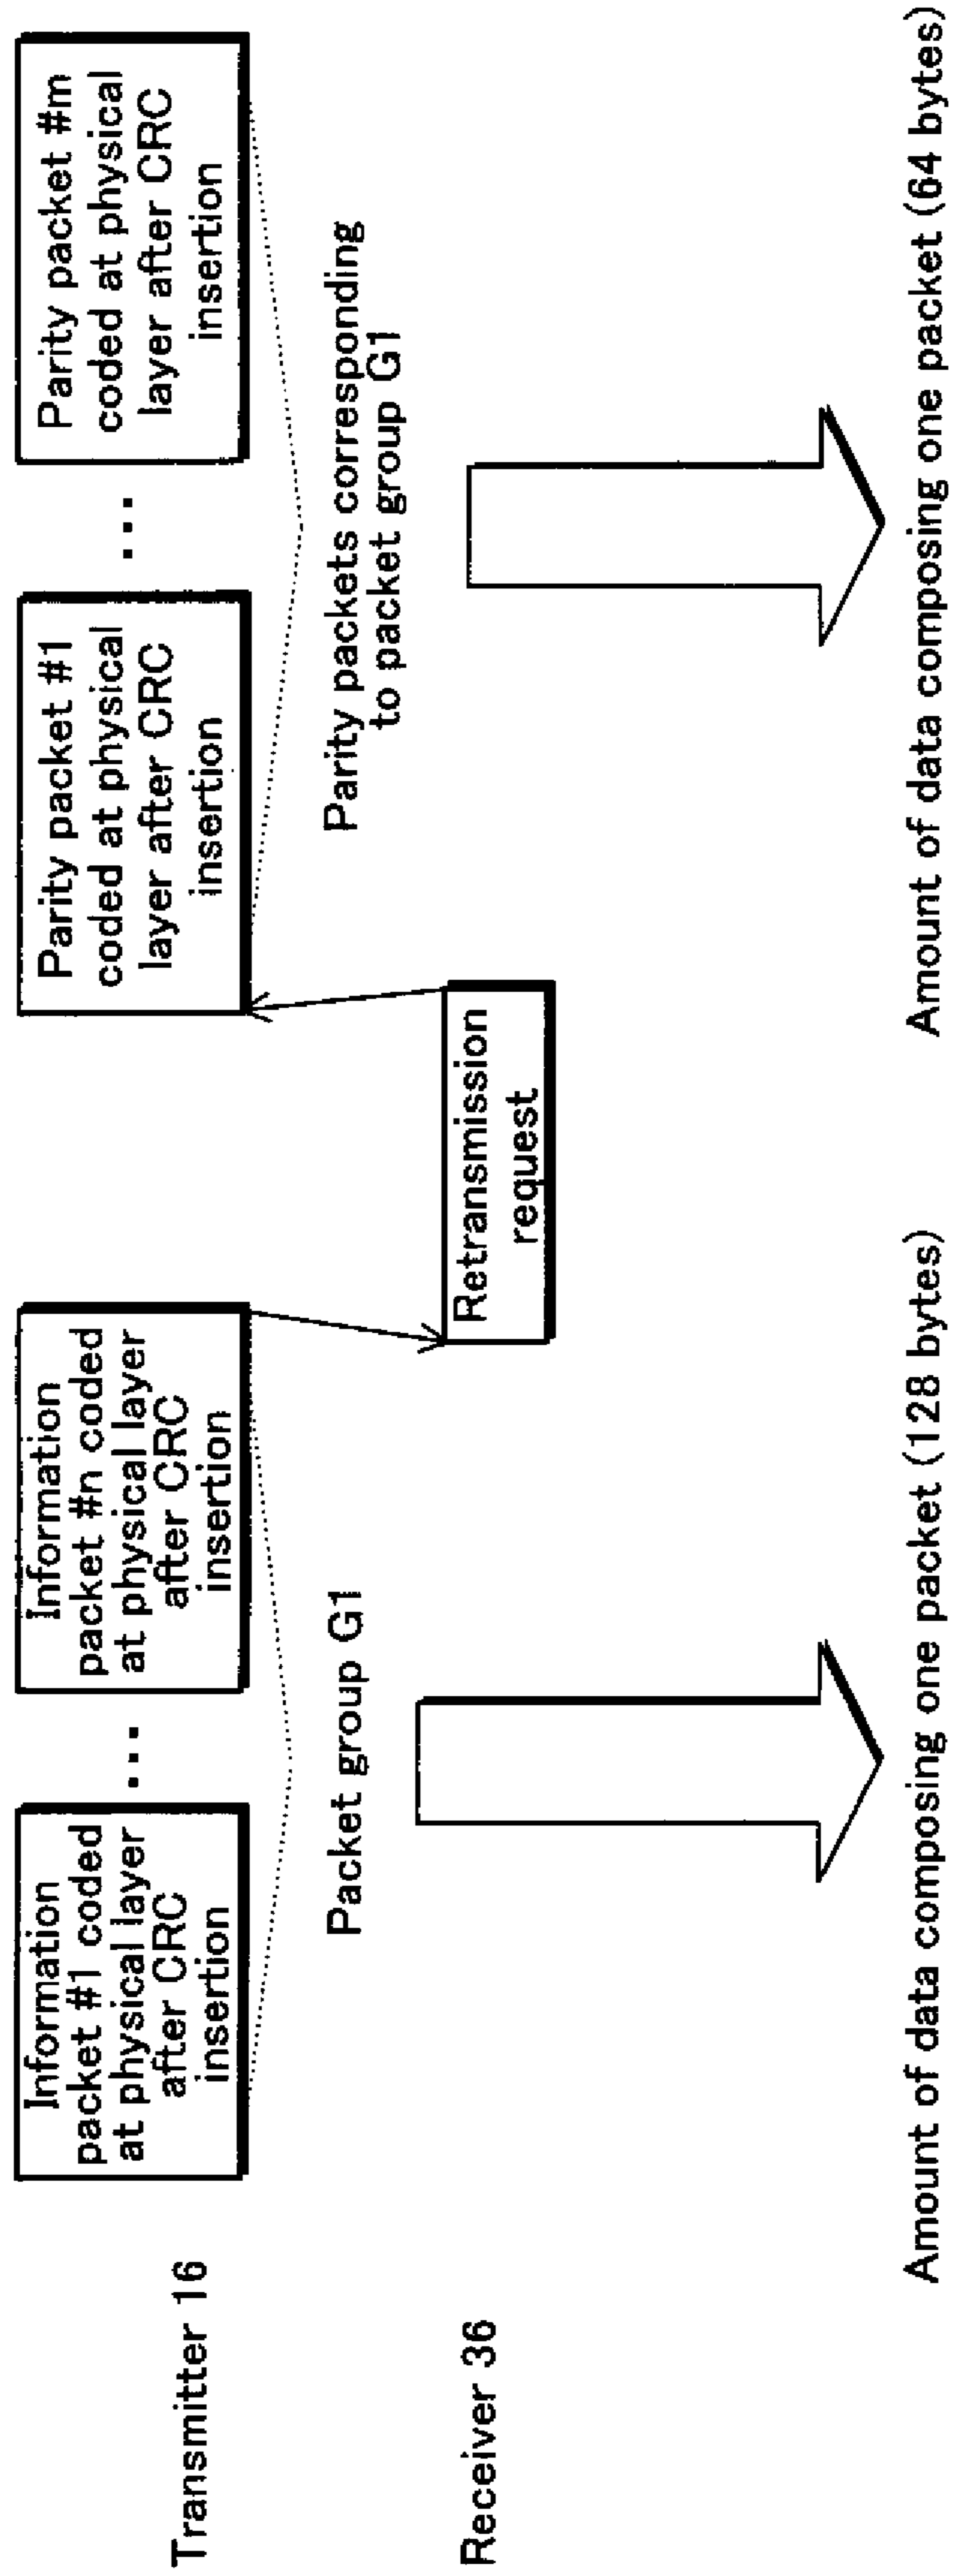 Transmitter 16
Information
packet #1 coded
at physical layer
after CRC
insertion
...
Information
packet #n coded
at physical layer
after CRC
insertion
Parity packet #1
coded at physical
layer after CRC
insertion
...
Parity packet #m
coded at physical
layer after CRC
insertion
Packet group G1
Parity packets corresponding
to packet group G1
Receiver 36
Retransmission
request
Amount of data composing one packet (128 bytes)
Amount of data composing one packet (64 bytes)